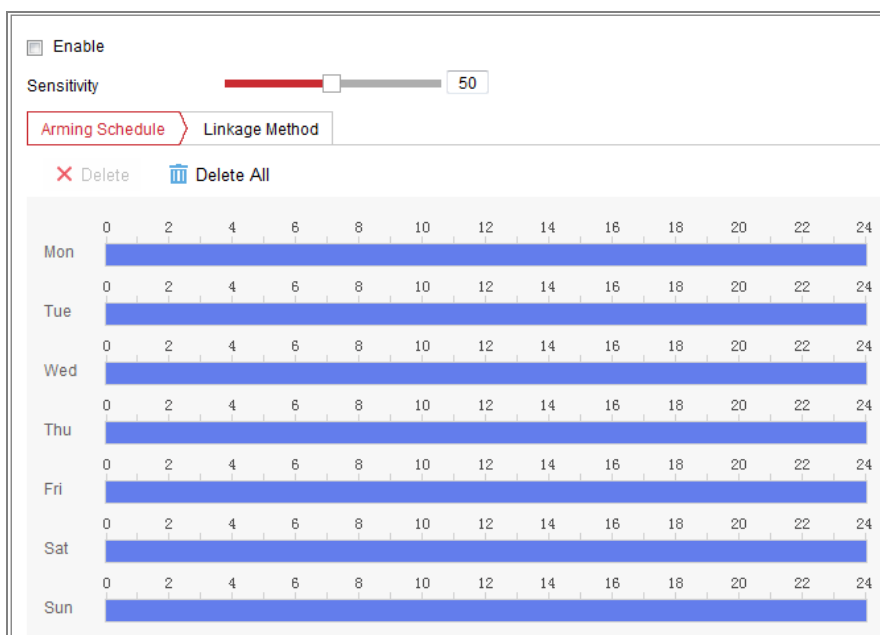 Enable
Sensitivity 50
Arming Schedule Linkage Method
Delete Delete All
0 2 4 6 8 10 12 14 16 18 20 22 24
Mon
0 2 4 6 8 10 12 14 16 18 20 22 24
Tue
0 2 4 6 8 10 12 14 16 18 20 22 24
Wed
0 2 4 6 8 10 12 14 16 18 20 22 24
Thu
0 2 4 6 8 10 12 14 16 18 20 22 24
Fri
0 2 4 6 8 10 12 14 16 18 20 22 24
Sat
0 2 4 6 8 10 12 14 16 18 20 22 24
Sun